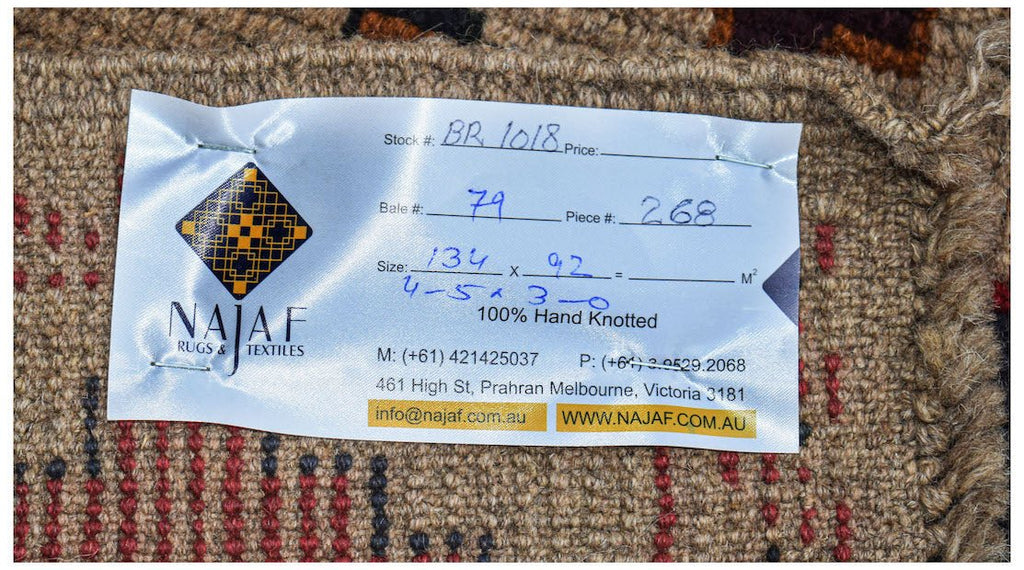 Stock #: BR 1018 Price:
Bale #: 79 Piece #: 268
Size: 134 x 92 = M²
4-5 x 3-0
100% Hand Knotted
NAJAF
RUGS & TEXTILES
M: (+61) 421425037 P: (+61) 3 9529 2068
461 High St, Prahran Melbourne, Victoria 3181
info@najaf.com.au WWW.NAJAF.COM.AU